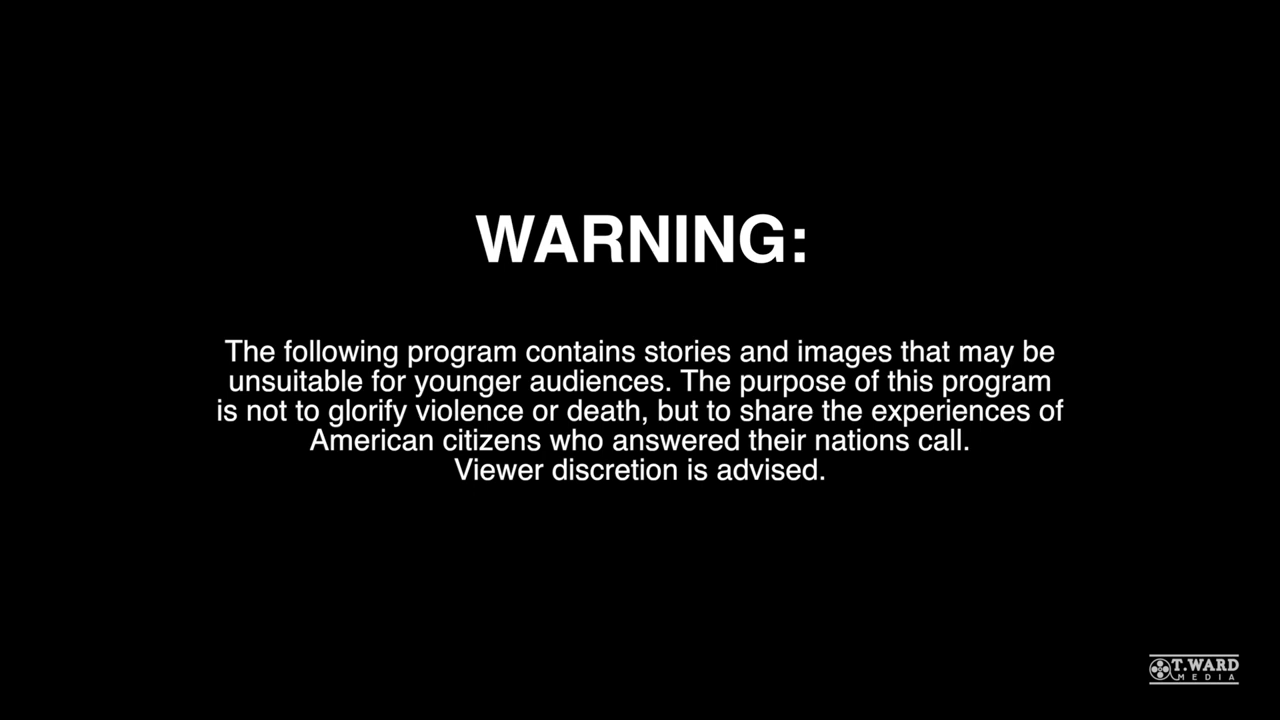 WARNING:
The following program contains stories and images that may be
unsuitable for younger audiences. The purpose of this program
is not to glorify violence or death, but to share the experiences of
American citizens who answered their nations call.
Viewer discretion is advised.
T.WARD
MEDIA